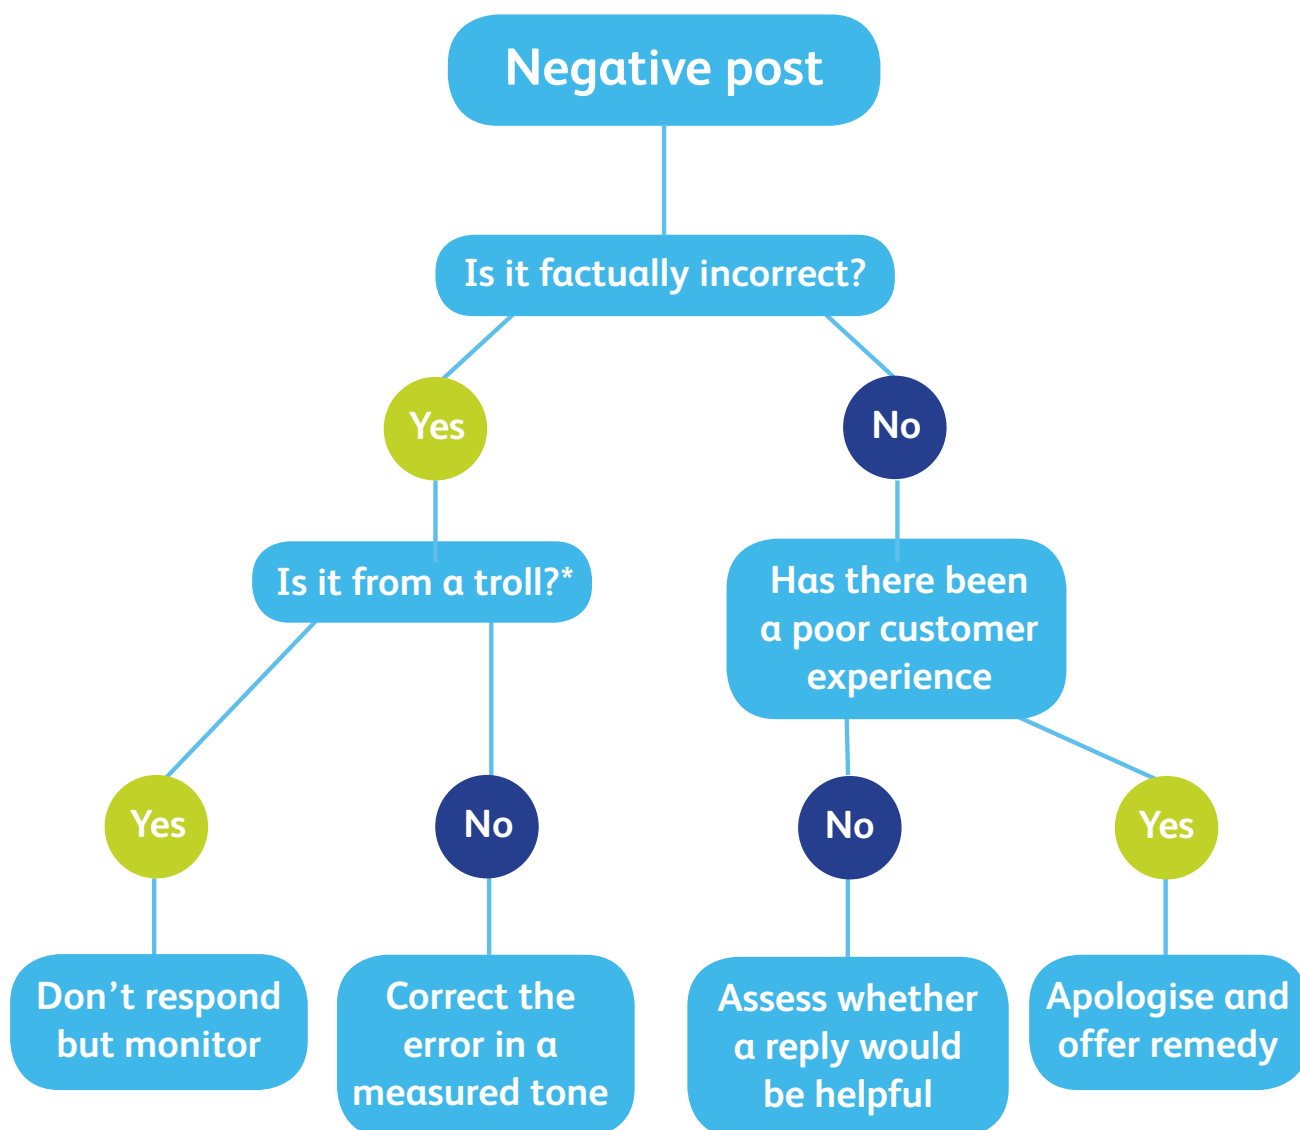 Negative post
Is it factually incorrect?
Yes
No
Is it from a troll?*
Has there been
a poor customer
experience
Yes
No
No
Yes
Don’t respond
but monitor
Correct the
error in a
measured tone
Assess whether
a reply would
be helpful
Apologise and
offer remedy